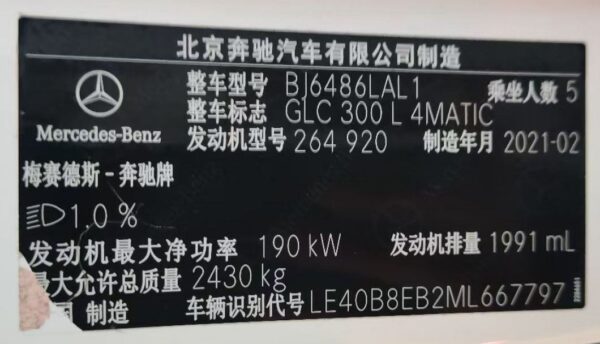 北京奔驰汽车有限公司制造
整车型号 BJ6486LAL1 乘坐人数 5
整车标志 GLC 300 L 4MATIC
Mercedes-Benz 发动机型号 264 920 制造年月 2021-02
梅赛德斯-奔驰牌
1.0 %
发动机最大净功率 190 kW 发动机排量 1991 mL
最大允许总质量 2430 kg
国 制造 车辆识别代号 LE40B8EB2ML667797